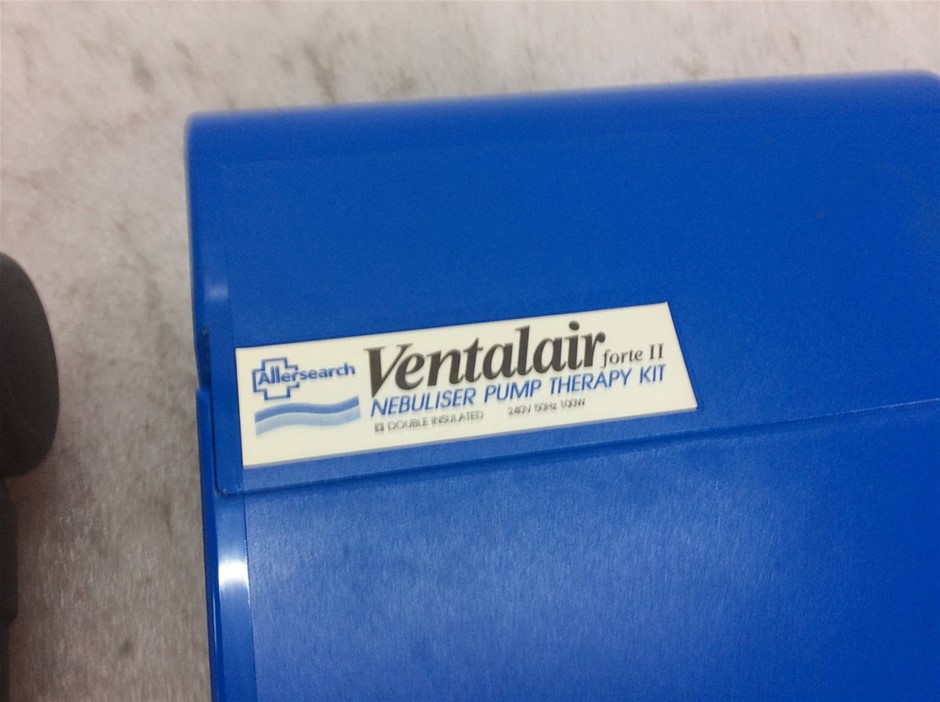 Allersearch
Ventalair forte II
NEBULISER PUMP THERAPY KIT
DOUBLE INSULATED 240V 50Hz 100W